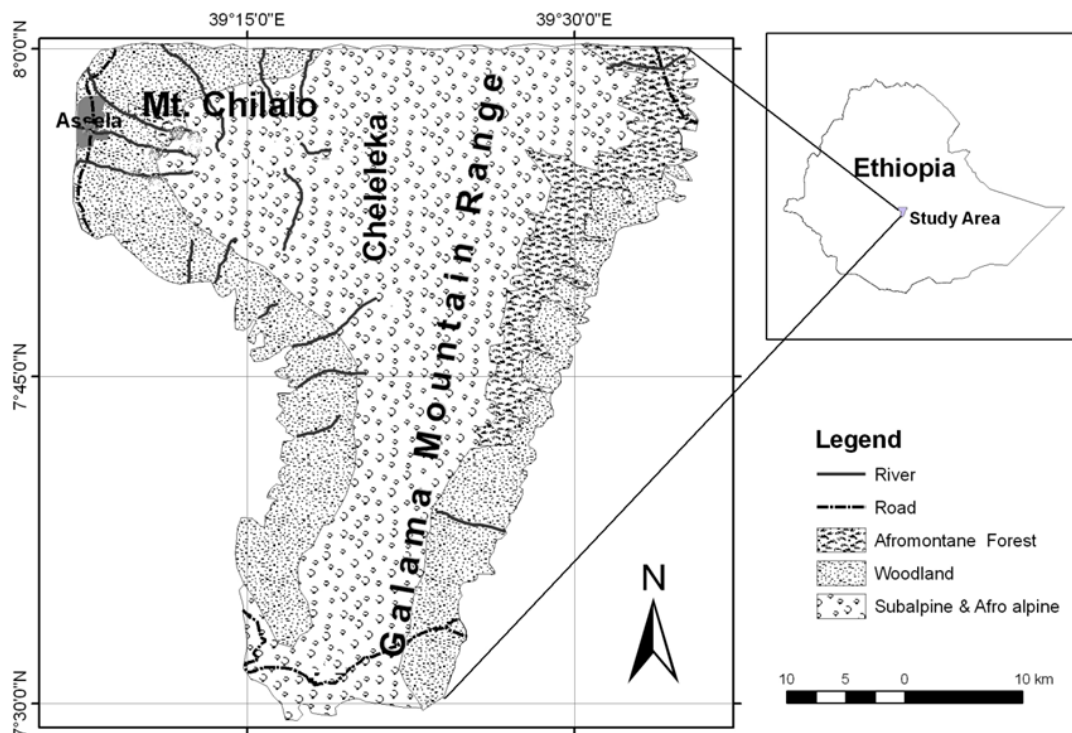 39°15'0"E
39°30'0"E
8°0'0"N
7°45'0"N
7°30'0"N
Mt. Chilalo
Assela
Cheleleka
Galama Mountain Range
Ethiopia
Study Area
Legend
River
Road
Afromontane Forest
Woodland
Subalpine & Afro alpine
N
10 5 0 10 km